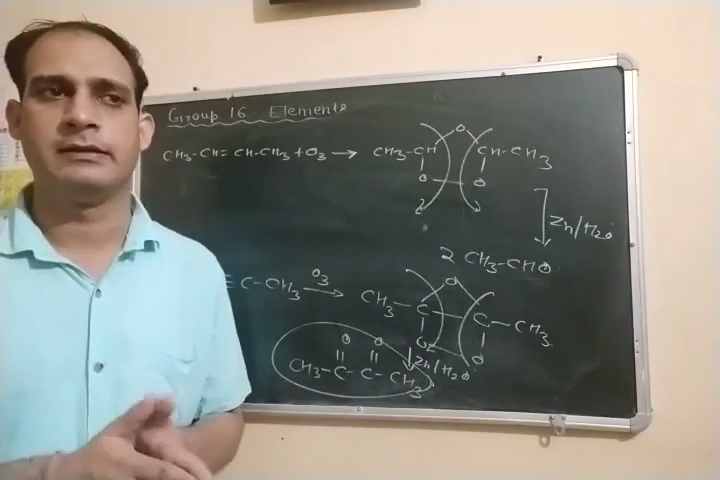 Group 16 Elements
CH3-CH=CH-CH3+O3 → CH3-CH O CH-CH3
O O
Zn/H2O
2 CH3-CHO
≡C-CH3 O3 → CH3-C O C-CH3
O O
Zn/H2O
O O
CH3-C-C-CH3